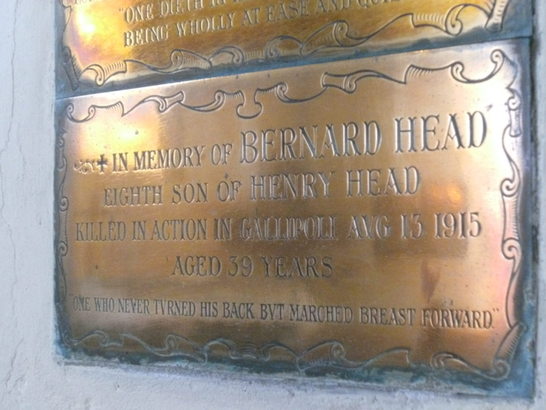 "ONE DIETH IN
BEING WHOLLY AT EASE AND QUIET
✝ IN MEMORY OF BERNARD HEAD
EIGHTH SON OF HENRY HEAD
KILLED IN ACTION IN GALLIPOLI AVG 13 1915
AGED 39 YEARS
"ONE WHO NEVER TVRNED HIS BACK BVT MARCHED BREAST FORWARD."